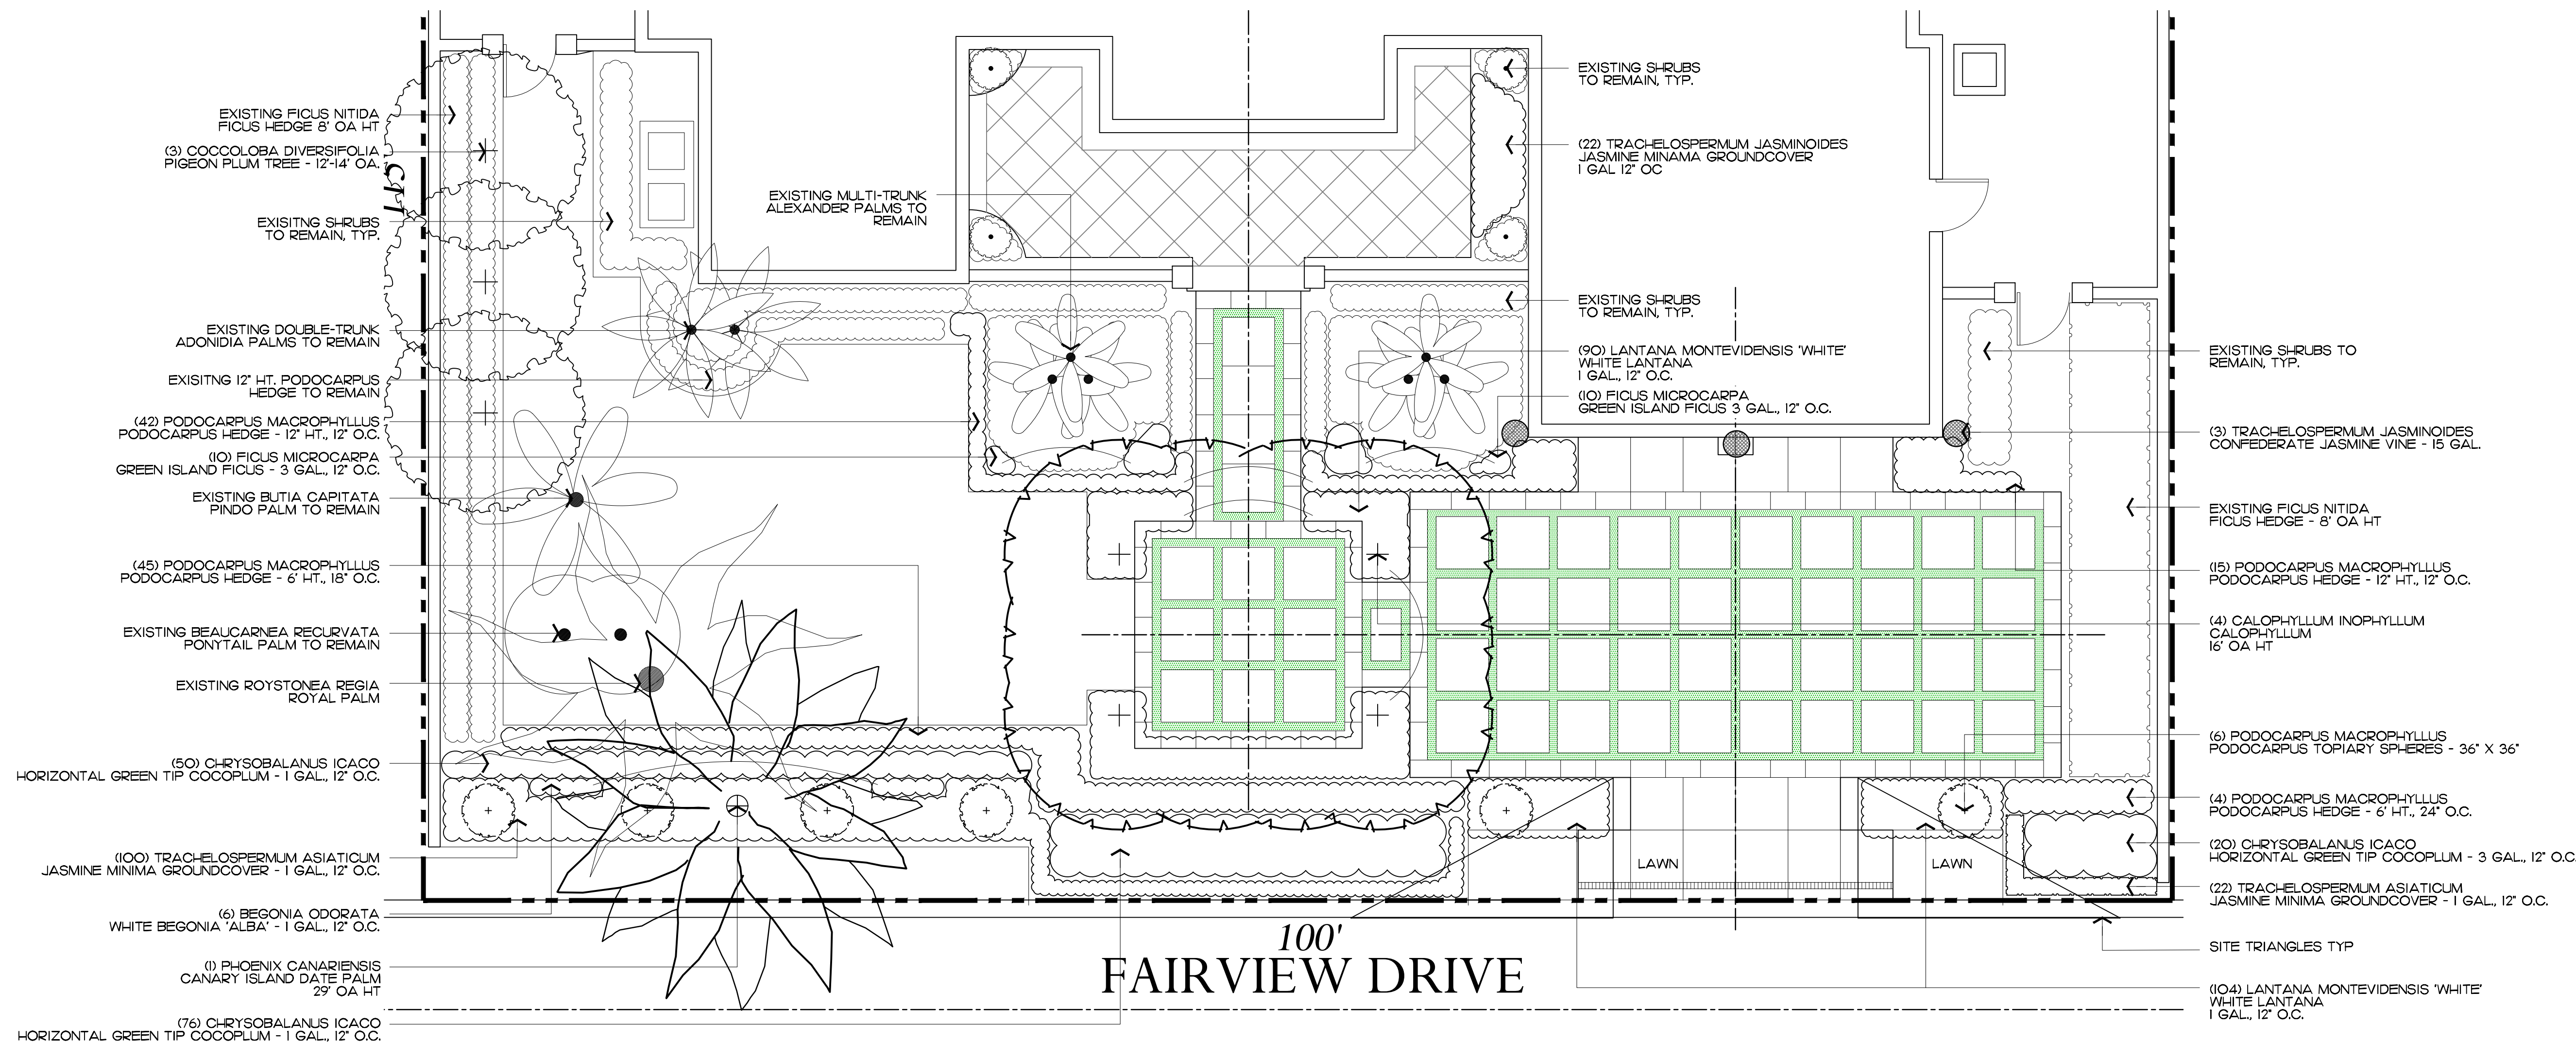 EXISTING FICUS NITIDA
FICUS HEDGE 8' OA HT
(3) COCCOLOBA DIVERSIFOLIA
PIGEON PLUM TREE - 12'-14' OA.
EXISITNG SHRUBS
TO REMAIN, TYP.
EXISTING DOUBLE-TRUNK
ADONIDIA PALMS TO REMAIN
EXISITNG 12" HT. PODOCARPUS
HEDGE TO REMAIN
(42) PODOCARPUS MACROPHYLLUS
PODOCARPUS HEDGE - 12" HT., 12" O.C.
(10) FICUS MICROCARPA
GREEN ISLAND FICUS - 3 GAL., 12" O.C.
EXISTING BUTIA CAPITATA
PINDO PALM TO REMAIN
(45) PODOCARPUS MACROPHYLLUS
PODOCARPUS HEDGE - 6' HT., 18" O.C.
EXISTING BEAUCARNEA RECURVATA
PONYTAIL PALM TO REMAIN
EXISTING ROYSTONEA REGIA
ROYAL PALM
(50) CHRYSOBALANUS ICACO
HORIZONTAL GREEN TIP COCOPLUM - 1 GAL., 12" O.C.
(100) TRACHELOSPERMUM ASIATICUM
JASMINE MINIMA GROUNDCOVER - 1 GAL., 12" O.C.
(6) BEGONIA ODORATA
WHITE BEGONIA 'ALBA' - 1 GAL., 12" O.C.
(1) PHOENIX CANARIENSIS
CANARY ISLAND DATE PALM
29' OA HT
(76) CHRYSOBALANUS ICACO
HORIZONTAL GREEN TIP COCOPLUM - 1 GAL., 12" O.C.
EXISTING MULTI-TRUNK
ALEXANDER PALMS TO
REMAIN
EXISTING SHRUBS
TO REMAIN, TYP.
(22) TRACHELOSPERMUM JASMINOIDES
JASMINE MINAMA GROUNDCOVER
1 GAL 12" OC
EXISTING SHRUBS
TO REMAIN, TYP.
(90) LANTANA MONTEVIDENSIS 'WHITE'
WHITE LANTANA
1 GAL., 12" O.C.
(10) FICUS MICROCARPA
GREEN ISLAND FICUS 3 GAL., 12" O.C.
LAWN
LAWN
100'
FAIRVIEW DRIVE
EXISTING SHRUBS TO
REMAIN, TYP.
(3) TRACHELOSPERMUM JASMINOIDES
CONFEDERATE JASMINE VINE - 15 GAL.
EXISTING FICUS NITIDA
FICUS HEDGE - 8' OA HT
(15) PODOCARPUS MACROPHYLLUS
PODOCARPUS HEDGE - 12" HT., 12" O.C.
(4) CALOPHYLLUM INOPHYLLUM
CALOPHYLLUM
16' OA HT
(6) PODOCARPUS MACROPHYLLUS
PODOCARPUS TOPIARY SPHERES - 36" X 36"
(4) PODOCARPUS MACROPHYLLUS
PODOCARPUS HEDGE - 6' HT., 24" O.C.
(20) CHRYSOBALANUS ICACO
HORIZONTAL GREEN TIP COCOPLUM - 3 GAL., 12" O.C.
(22) TRACHELOSPERMUM ASIATICUM
JASMINE MINIMA GROUNDCOVER - 1 GAL., 12" O.C.
SITE TRIANGLES TYP
(104) LANTANA MONTEVIDENSIS 'WHITE'
WHITE LANTANA
1 GAL., 12" O.C.